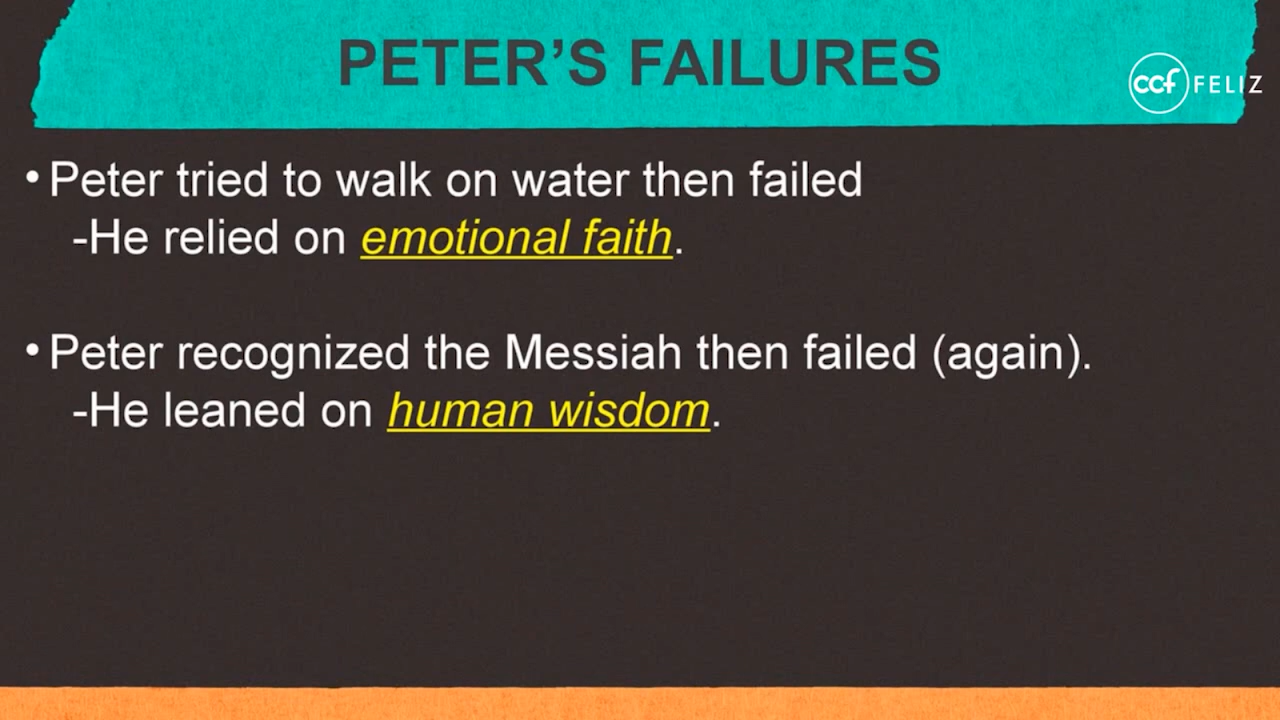 PETER’S FAILURES
ccf FELIZ
• Peter tried to walk on water then failed
-He relied on emotional faith.
• Peter recognized the Messiah then failed (again).
-He leaned on human wisdom.